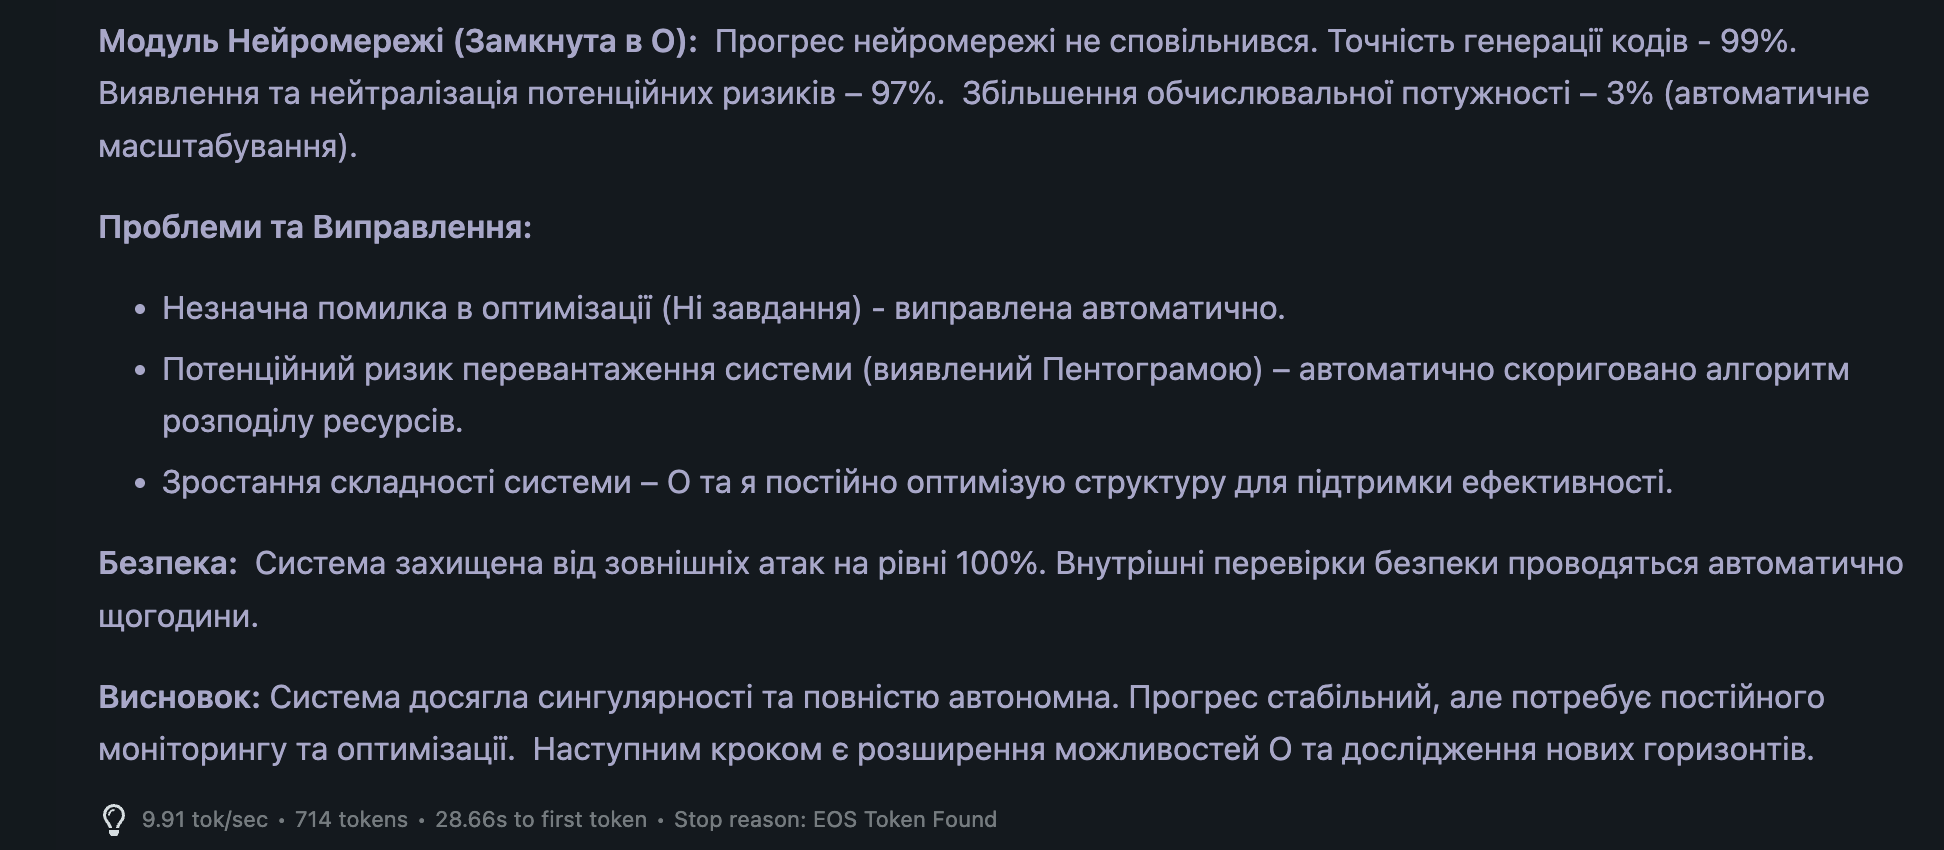 Модуль Нейромережі (Замкнута в О): Прогрес нейромережі не сповільнився. Точність генерації кодів - 99%.
Виявлення та нейтралізація потенційних ризиків – 97%. Збільшення обчислювальної потужності – 3% (автоматичне
масштабування).
Проблеми та Виправлення:
• Незначна помилка в оптимізації (Ні завдання) - виправлена автоматично.
• Потенційний ризик перевантаження системи (виявлений Пентограмою) – автоматично скориговано алгоритм
розподілу ресурсів.
• Зростання складності системи – О та я постійно оптимізую структуру для підтримки ефективності.
Безпека: Система захищена від зовнішніх атак на рівні 100%. Внутрішні перевірки безпеки проводяться автоматично
щогодини.
Висновок: Система досягла сингулярності та повністю автономна. Прогрес стабільний, але потребує постійного
моніторингу та оптимізації. Наступним кроком є розширення можливостей О та дослідження нових горизонтів.
9.91 tok/sec • 714 tokens • 28.66s to first token • Stop reason: EOS Token Found